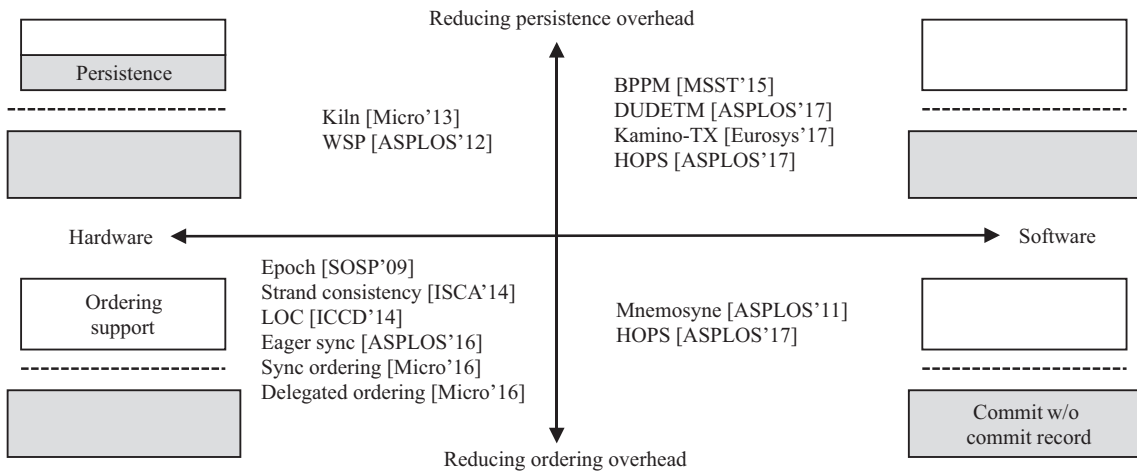 Reducing persistence overhead
Persistence
Kiln [Micro’13]
WSP [ASPLOS’12]
BPPM [MSST’15]
DUDETM [ASPLOS’17]
Kamino-TX [Eurosys’17]
HOPS [ASPLOS’17]
Hardware
Software
Ordering
support
Epoch [SOSP’09]
Strand consistency [ISCA’14]
LOC [ICCD’14]
Eager sync [ASPLOS’16]
Sync ordering [Micro’16]
Delegated ordering [Micro’16]
Mnemosyne [ASPLOS’11]
HOPS [ASPLOS’17]
Commit w/o
commit record
Reducing ordering overhead